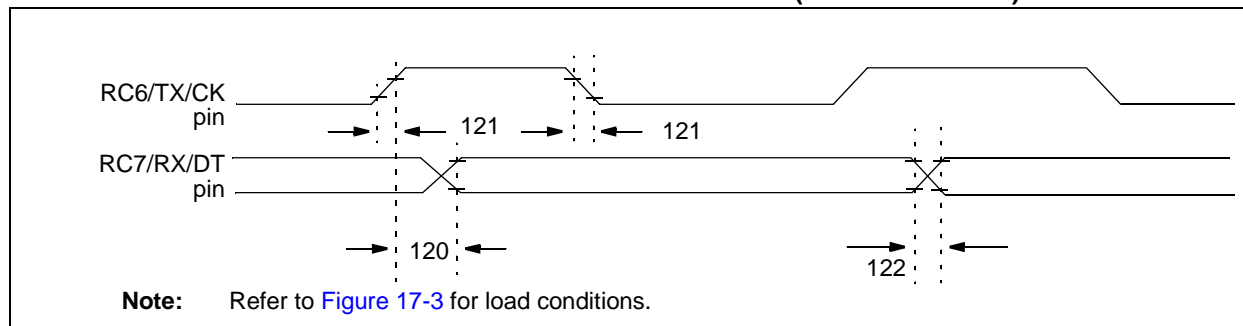 (
)
RC6/TX/CK
pin
121
121
RC7/RX/DT
pin
120
122
Note: Refer to Figure 17-3 for load conditions.